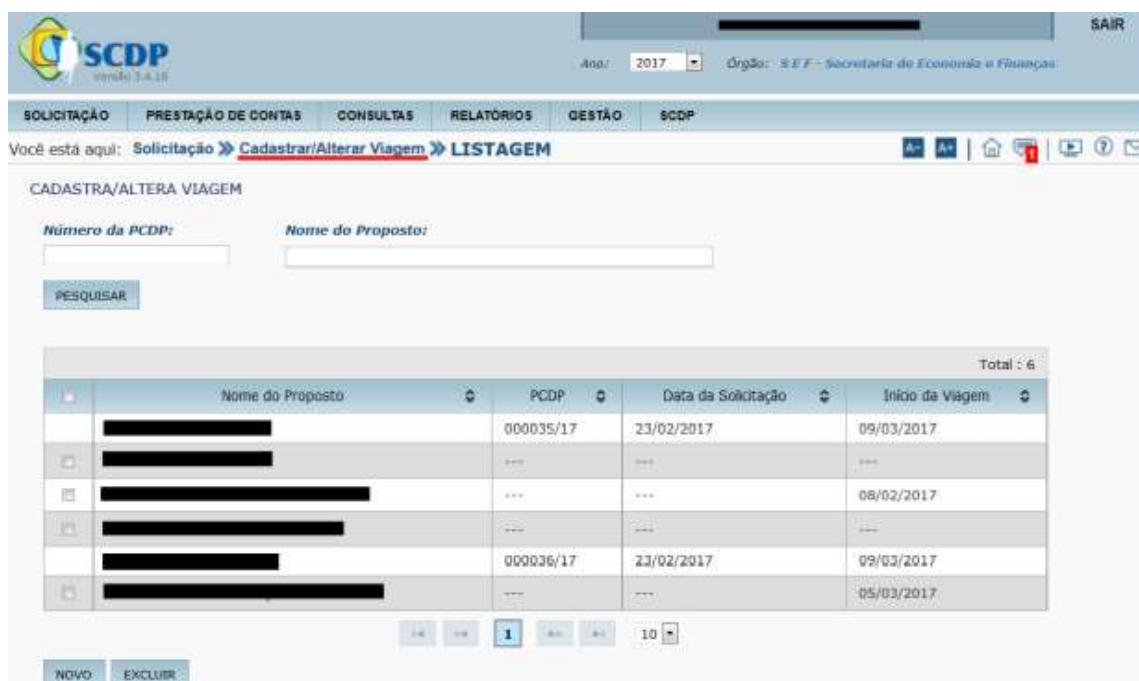 SAIR
SCDP
versão 3.4.18
Ano: 2017 Órgão: S E F - Secretaria de Economia e Finanças
SOLICITAÇÃO PRESTAÇÃO DE CONTAS CONSULTAS RELATÓRIOS GESTÃO SCDP
Você está aqui: Solicitação Cadastrar/Alterar Viagem LISTAGEM
A- A+ 1
CADASTRA/ALTERA VIAGEM
Número da PCDP: Nome do Proposto:
PESQUISAR
Total : 6
Nome do Proposto PCDP Data da Solicitação Início da Viagem
000035/17 23/02/2017 09/03/2017
--- --- ---
--- --- 08/02/2017
--- --- ---
000036/17 23/02/2017 09/03/2017
--- --- 05/03/2017
1 10
NOVO EXCLUIR